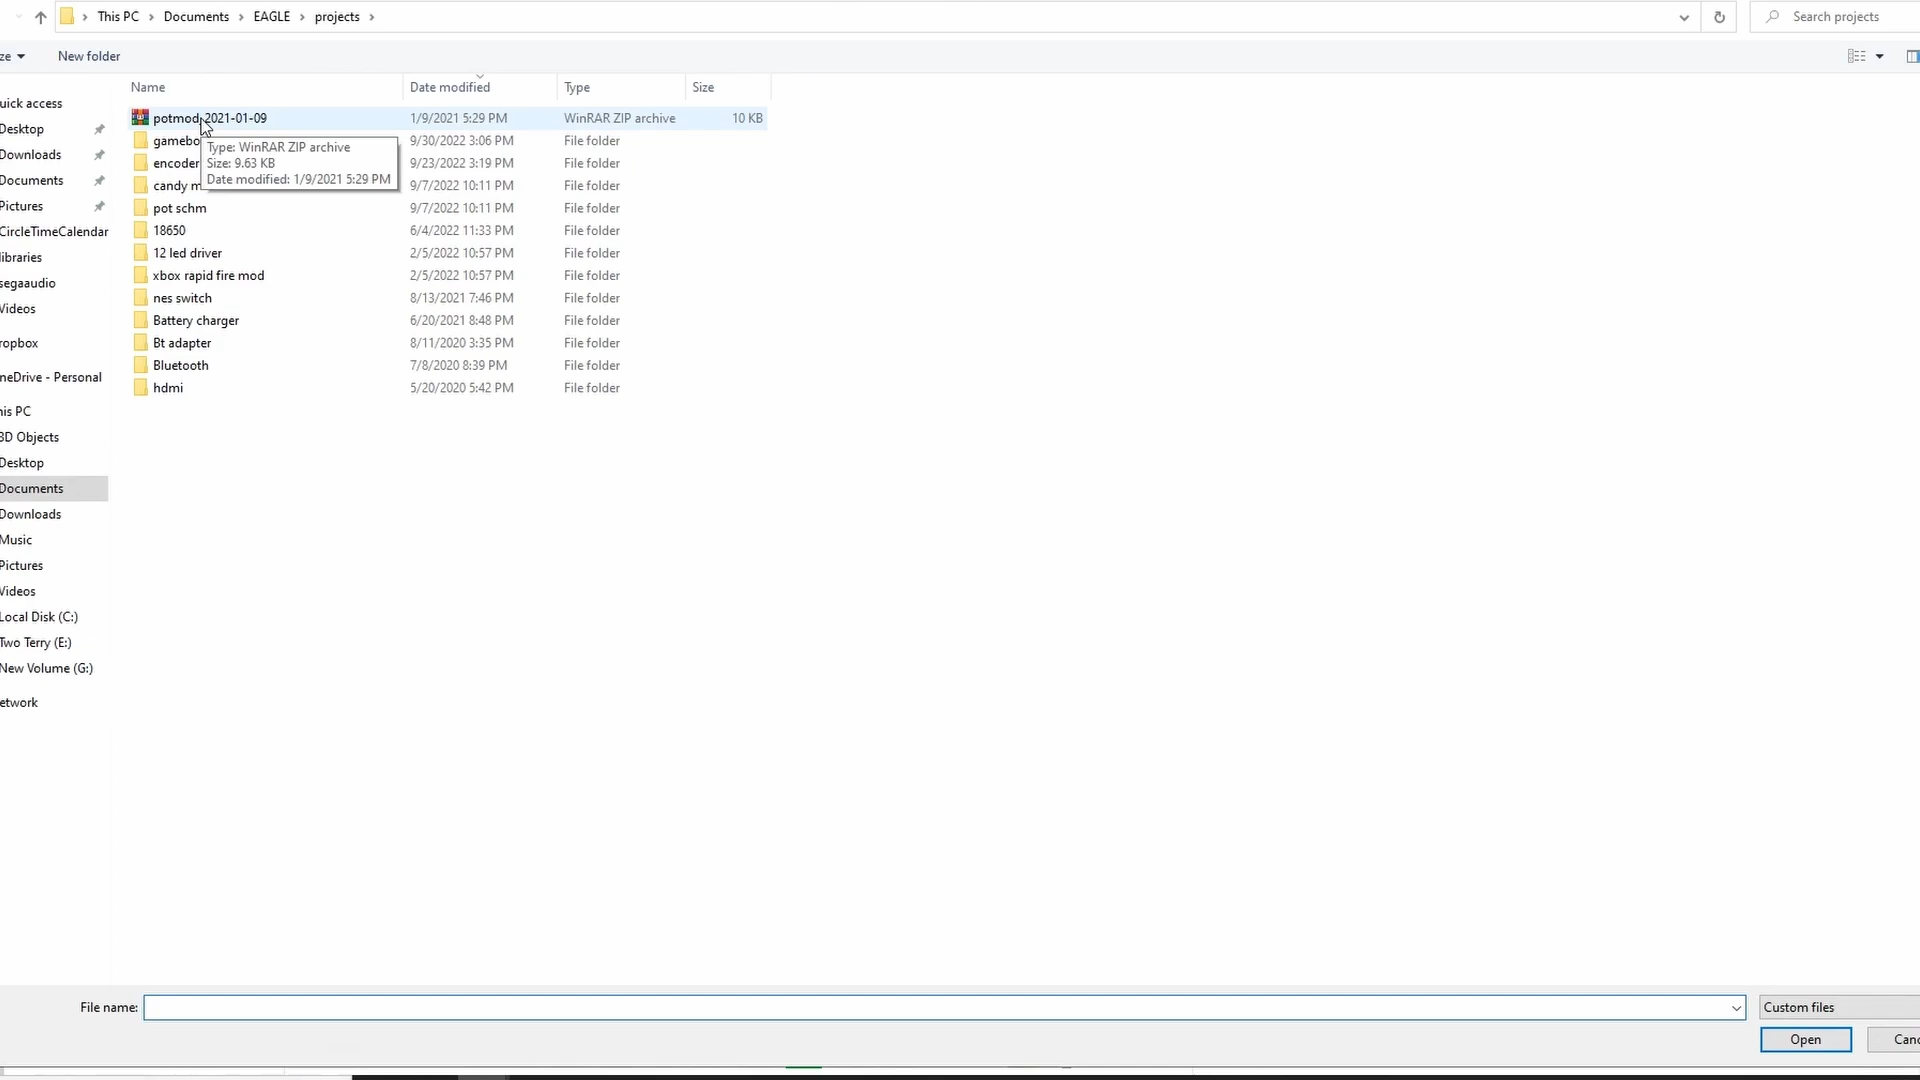 This PC > Documents > EAGLE > projects >
Search projects
ze
New folder
Name Date modified Type Size
potmod_2021-01-09 1/9/2021 5:29 PM WinRAR ZIP archive 10 KB
gamebo 9/30/2022 3:06 PM File folder
encoder 9/23/2022 3:19 PM File folder
candy m 9/7/2022 10:11 PM File folder
pot schm 9/7/2022 10:11 PM File folder
18650 6/4/2022 11:33 PM File folder
12 led driver 2/5/2022 10:57 PM File folder
xbox rapid fire mod 2/5/2022 10:57 PM File folder
nes switch 8/13/2021 7:46 PM File folder
Battery charger 6/20/2021 8:48 PM File folder
Bt adapter 8/11/2020 3:35 PM File folder
Bluetooth 7/8/2020 8:39 PM File folder
hdmi 5/20/2020 5:42 PM File folder
Type: WinRAR ZIP archive
Size: 9.63 KB
Date modified: 1/9/2021 5:29 PM
uick access
Desktop
Downloads
Documents
Pictures
CircleTimeCalendar
libraries
segaaudio
Videos
ropbox
neDrive - Personal
his PC
3D Objects
Desktop
Documents
Downloads
Music
Pictures
Videos
Local Disk (C:)
Two Terry (E:)
New Volume (G:)
etwork
File name:
Custom files
Open
Canc